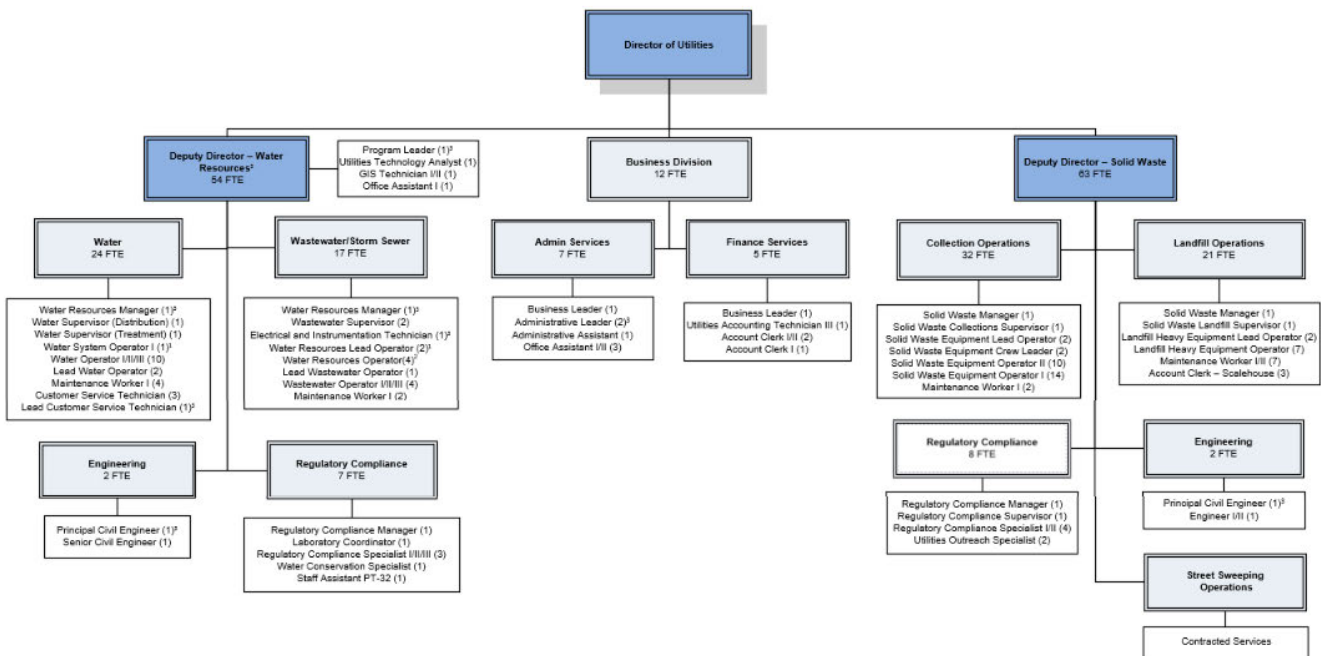 Director of Utilities
Deputy Director – Water
Resources²
54 FTE
Program Leader (1)³
Utilities Technology Analyst (1)
GIS Technician I/II (1)
Office Assistant I (1)
Business Division
12 FTE
Deputy Director – Solid Waste
63 FTE
Water
24 FTE
Water Resources Manager (1)²
Water Supervisor (Distribution) (1)
Water Supervisor (Treatment) (1)
Water System Operator I (1)¹
Water Operator I/II/III (10)
Lead Water Operator (2)
Maintenance Worker I (4)
Customer Service Technician (3)
Lead Customer Service Technician (1)²
Wastewater/Storm Sewer
17 FTE
Water Resources Manager (1)³
Wastewater Supervisor (2)
Electrical and Instrumentation Technician (1)²
Water Resources Lead Operator (2)³
Water Resources Operator(4)
Lead Wastewater Operator (1)
Wastewater Operator I/II/III (4)
Maintenance Worker I (2)
Admin Services
7 FTE
Business Leader (1)
Administrative Leader (2)³
Administrative Assistant (1)
Office Assistant I/II (3)
Finance Services
5 FTE
Business Leader (1)
Utilities Accounting Technician III (1)
Account Clerk I/II (2)
Account Clerk I (1)
Collection Operations
32 FTE
Solid Waste Manager (1)
Solid Waste Collections Supervisor (1)
Solid Waste Equipment Lead Operator (2)
Solid Waste Equipment Crew Leader (2)
Solid Waste Equipment Operator II (10)
Solid Waste Equipment Operator I (14)
Maintenance Worker I (2)
Landfill Operations
21 FTE
Solid Waste Manager (1)
Solid Waste Landfill Supervisor (1)
Landfill Heavy Equipment Lead Operator (2)
Landfill Heavy Equipment Operator (7)
Maintenance Worker I/II (7)
Account Clerk – Scalehouse (3)
Engineering
2 FTE
Principal Civil Engineer (1)³
Senior Civil Engineer (1)
Regulatory Compliance
7 FTE
Regulatory Compliance Manager (1)
Laboratory Coordinator (1)
Regulatory Compliance Specialist I/II/III (3)
Water Conservation Specialist (1)
Staff Assistant PT-32 (1)
Regulatory Compliance
8 FTE
Regulatory Compliance Manager (1)
Regulatory Compliance Supervisor (1)
Regulatory Compliance Specialist I/II (4)
Utilities Outreach Specialist (2)
Engineering
2 FTE
Principal Civil Engineer (1)³
Engineer I/II (1)
Street Sweeping
Operations
Contracted Services